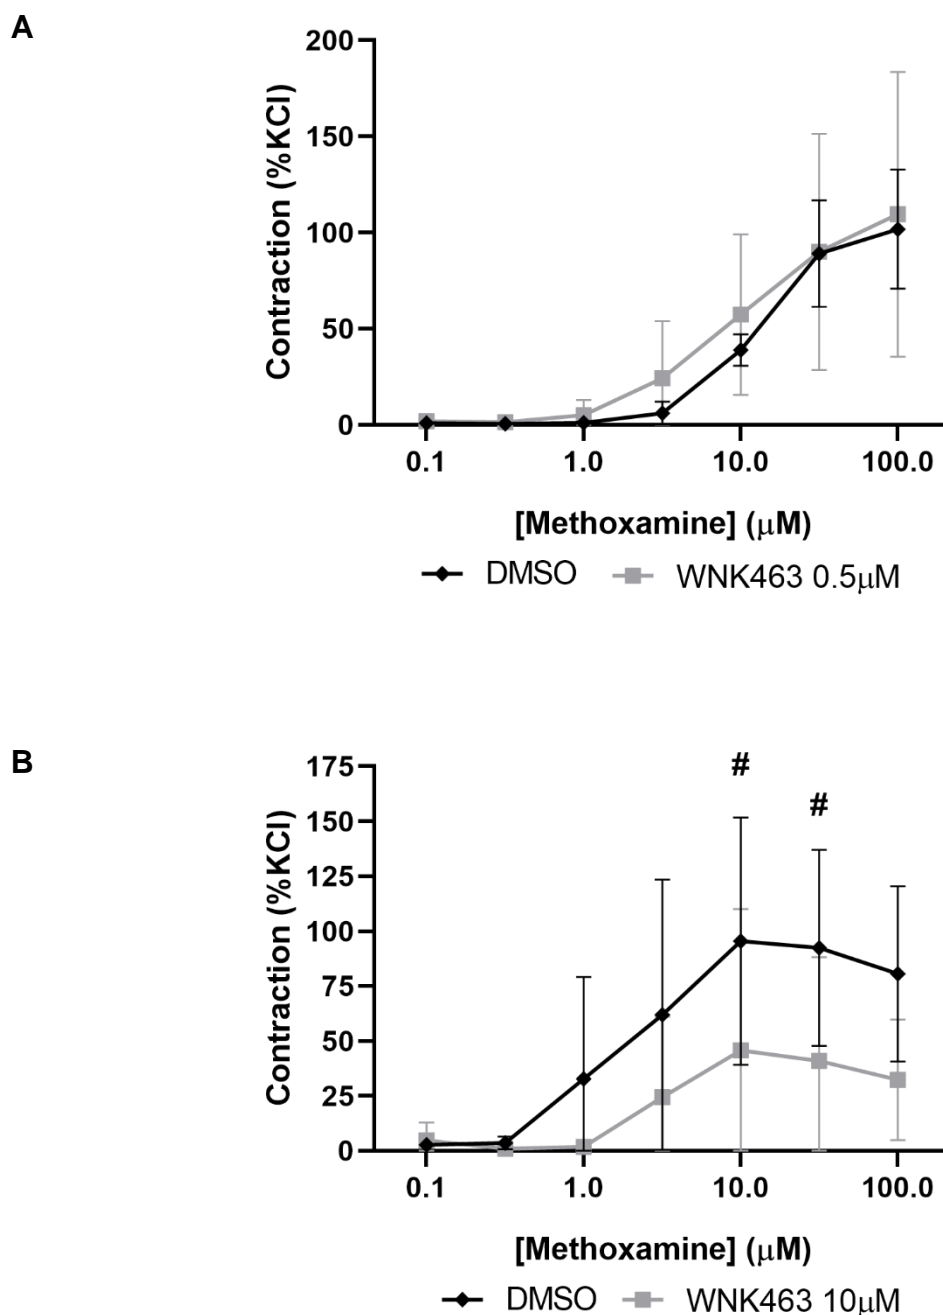 A
200
150
100
50
0
Contraction (%KCl)
0.1 1.0 10.0 100.0
[Methoxamine] (μM)
DMSO WNK463 0.5μM
B
175
150
125
100
75
50
25
0
Contraction (%KCl)
# #
0.1 1.0 10.0 100.0
[Methoxamine] (μM)
DMSO WNK463 10μM